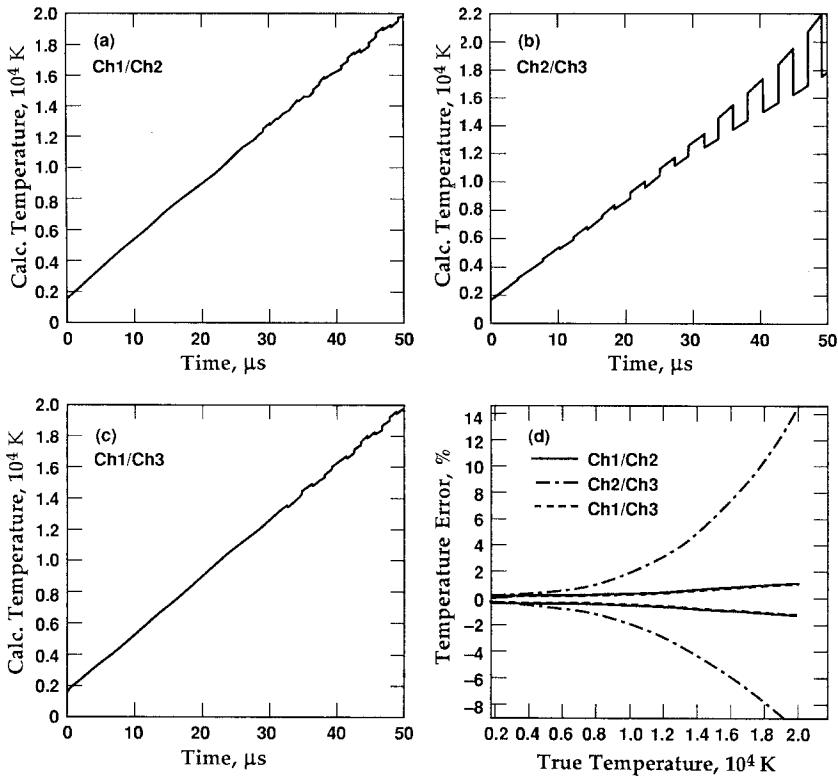 (a)
Ch1/Ch2
Calc. Temperature, 10⁴ K
2.0
1.8
1.6
1.4
1.2
1.0
0.8
0.6
0.4
0.2
0
0 10 20 30 40 50
Time, μs
(b)
Ch2/Ch3
Calc. Temperature, 10⁴ K
2.2
2.0
1.8
1.6
1.4
1.2
1.0
0.8
0.6
0.4
0.2
0
0 10 20 30 40 50
Time, μs
(c)
Ch1/Ch3
Calc. Temperature, 10⁴ K
2.0
1.8
1.6
1.4
1.2
1.0
0.8
0.6
0.4
0.2
0
0 10 20 30 40 50
Time, μs
(d)
Ch1/Ch2
Ch2/Ch3
Ch1/Ch3
Temperature Error, %
14
12
10
8
6
4
2
0
−2
−4
−6
−8
0.2 0.4 0.6 0.8 1.0 1.2 1.4 1.6 1.8 2.0
True Temperature, 10⁴ K